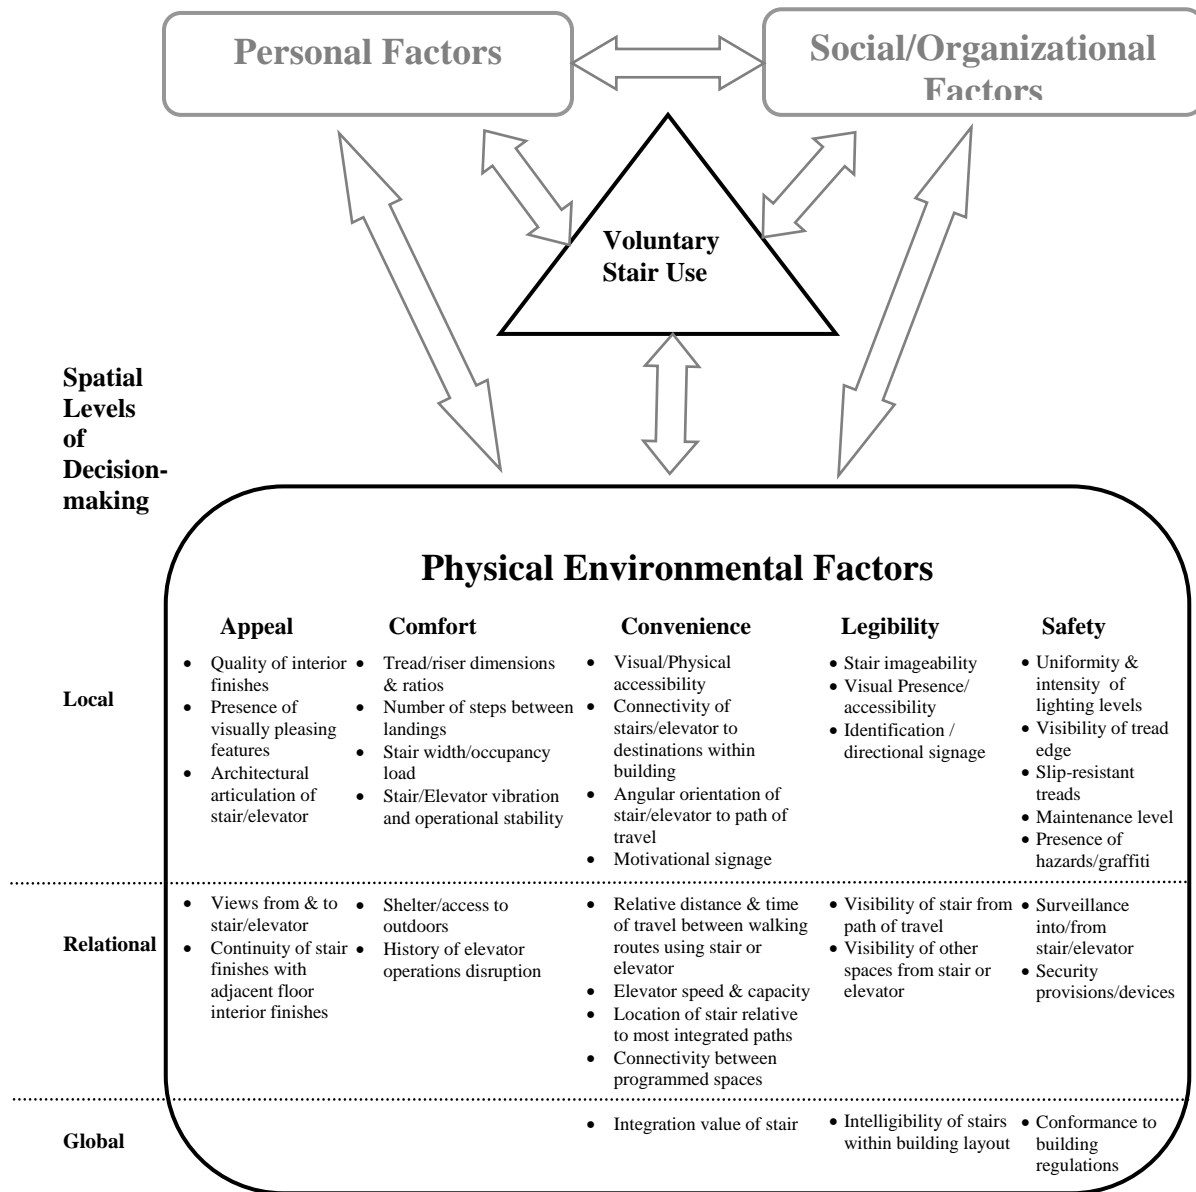 Personal Factors
Social/Organizational
Factors
Voluntary
Stair Use
Spatial
Levels
of
Decision-
making
Physical Environmental Factors
Appeal
Comfort
Convenience
Legibility
Safety
Local
• Quality of interior
finishes
• Presence of
visually pleasing
features
• Architectural
articulation of
stair/elevator
• Tread/riser dimensions
& ratios
• Number of steps between
landings
• Stair width/occupancy
load
• Stair/Elevator vibration
and operational stability
• Visual/Physical
accessibility
• Connectivity of
stairs/elevator to
destinations within
building
• Angular orientation of
stair/elevator to path of
travel
• Motivational signage
• Stair imageability
• Visual Presence/
accessibility
• Identification /
directional signage
• Uniformity &
intensity of
lighting levels
• Visibility of tread
edge
• Slip-resistant
treads
• Maintenance level
• Presence of
hazards/graffiti
Relational
• Views from & to
stair/elevator
• Continuity of stair
finishes with
adjacent floor
interior finishes
• Shelter/access to
outdoors
• History of elevator
operations disruption
• Relative distance & time
of travel between walking
routes using stair or
elevator
• Elevator speed & capacity
• Location of stair relative
to most integrated paths
• Connectivity between
programmed spaces
• Visibility of stair from
path of travel
• Visibility of other
spaces from stair or
elevator
• Surveillance
into/from
stair/elevator
• Security
provisions/devices
Global
• Integration value of stair
• Intelligibility of stairs
within building layout
• Conformance to
building
regulations